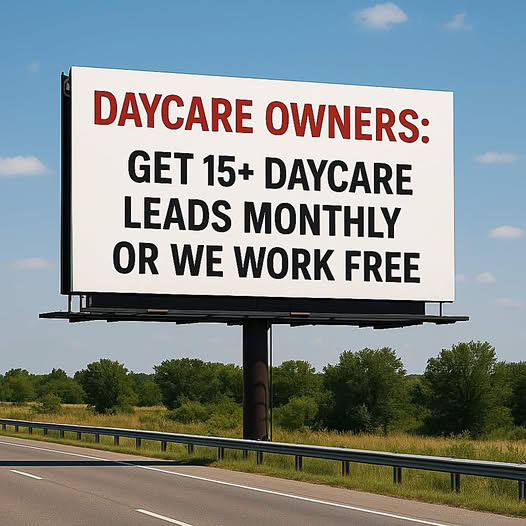 DAYCARE OWNERS:
GET 15+ DAYCARE
LEADS MONTHLY
OR WE WORK FREE